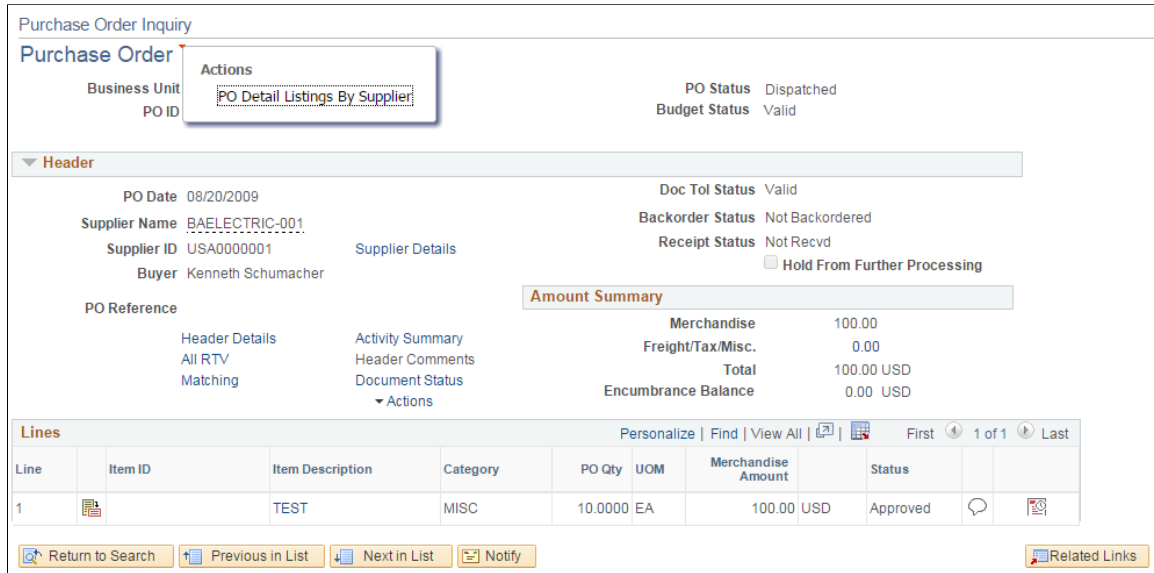 Purchase Order Inquiry
Purchase Order
Actions
PO Detail Listings By Supplier
Business Unit
PO ID
PO Status Dispatched
Budget Status Valid
Header
PO Date 08/20/2009
Supplier Name BAELECTRIC-001
Supplier ID USA0000001 Supplier Details
Buyer Kenneth Schumacher
PO Reference
Doc Tol Status Valid
Backorder Status Not Backordered
Receipt Status Not Recvd
Hold From Further Processing
Header Details Activity Summary
All RTV Header Comments
Matching Document Status
Actions
Amount Summary
Merchandise 100.00
Freight/Tax/Misc. 0.00
Total 100.00 USD
Encumbrance Balance 0.00 USD
Lines Personalize | Find | View All | | First 1 of 1 Last
Line Item ID Item Description Category PO Qty UOM Merchandise Amount Status
1 TEST MISC 10.0000 EA 100.00 USD Approved
Return to Search Previous in List Next in List Notify Related Links